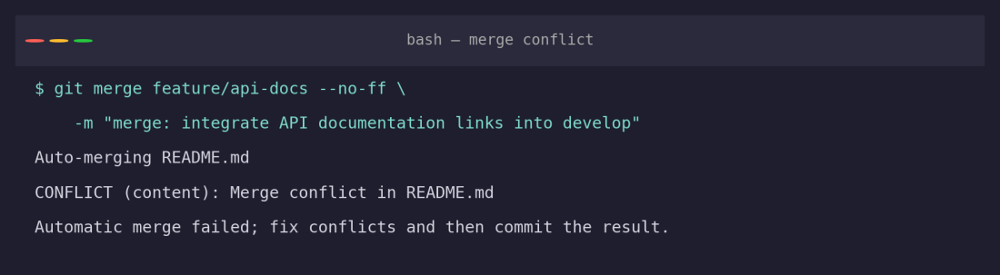 bash — merge conflict
$ git merge feature/api-docs --no-ff \
    -m "merge: integrate API documentation links into develop"
Auto-merging README.md
CONFLICT (content): Merge conflict in README.md
Automatic merge failed; fix conflicts and then commit the result.